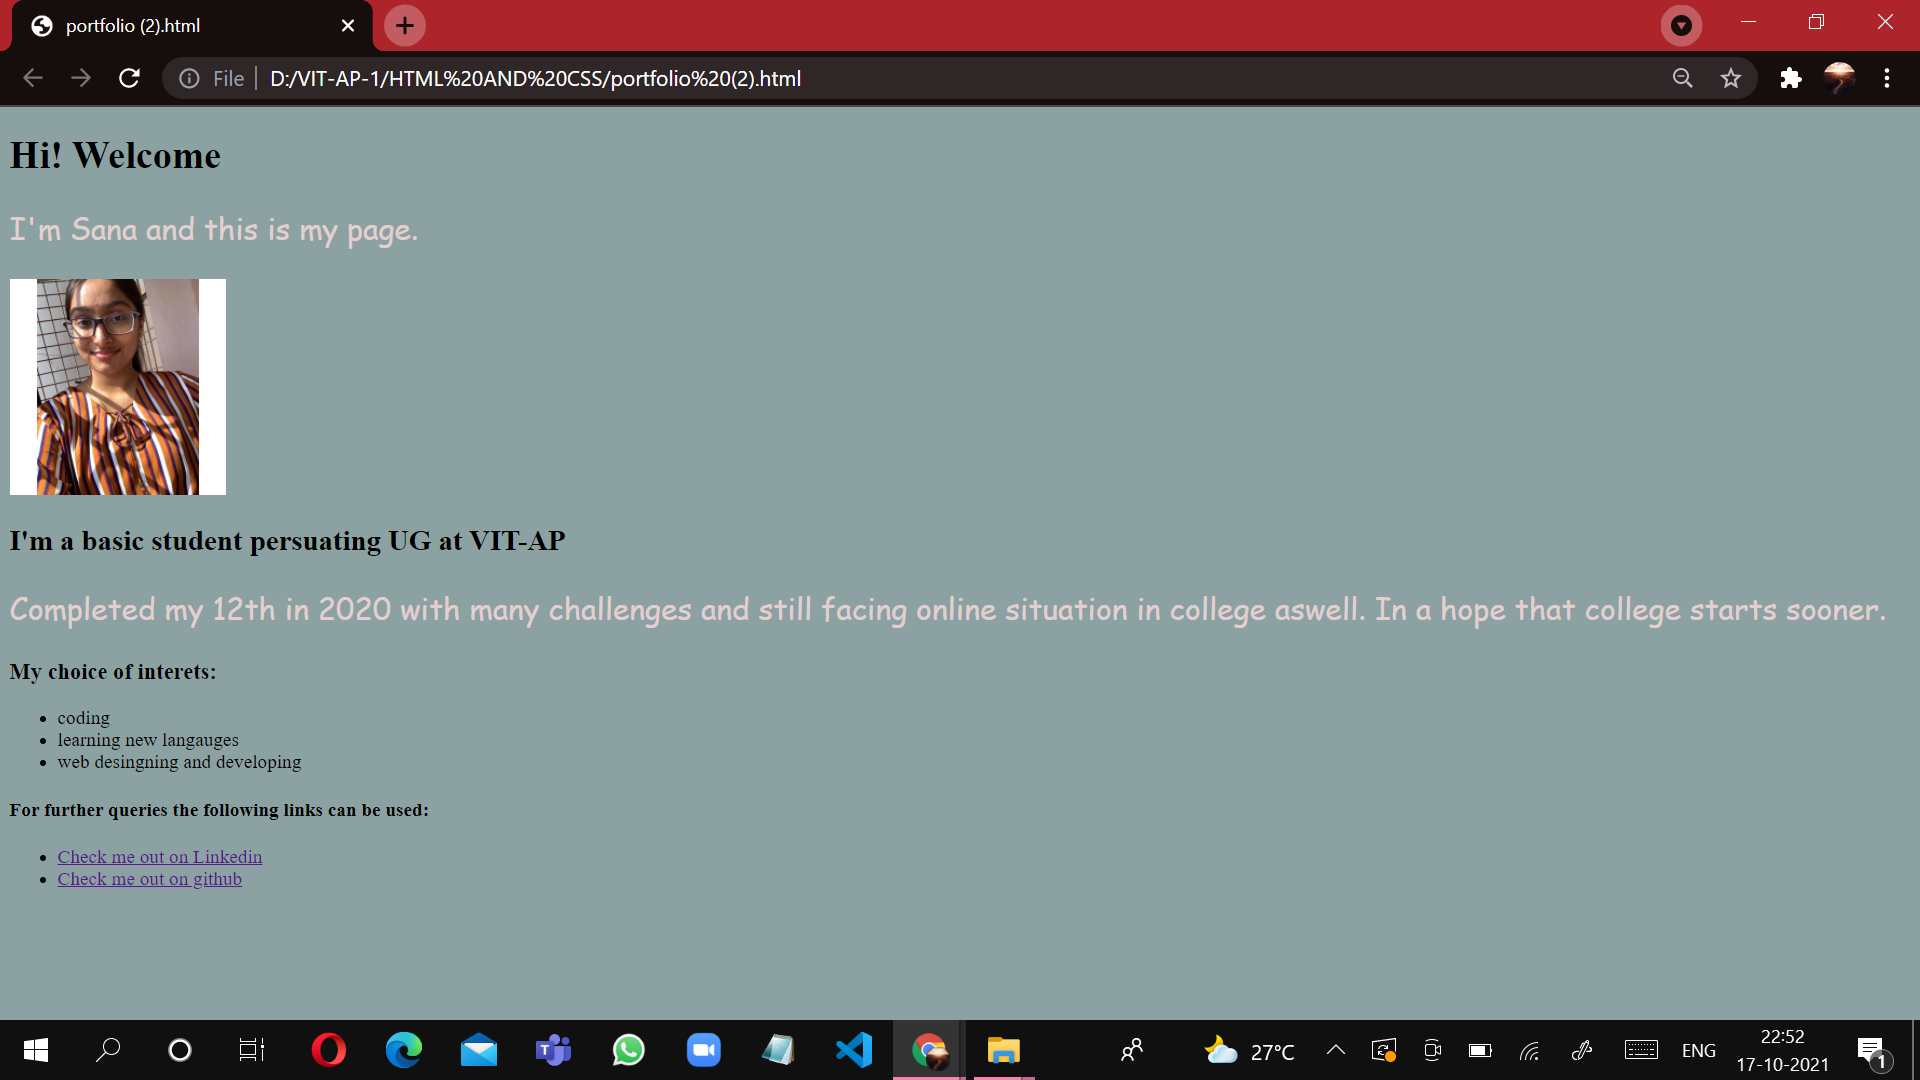 portfolio (2).html
File
D:/VIT-AP-1/HTML%20AND%20CSS/portfolio%20(2).html
Hi! Welcome
I'm Sana and this is my page.
I'm a basic student persuating UG at VIT-AP
Completed my 12th in 2020 with many challenges and still facing online situation in college aswell. In a hope that college starts sooner.
My choice of interets:
coding
learning new langauges
web desingning and developing
For further queries the following links can be used:
Check me out on Linkedin
Check me out on github
27°C
ENG
22:52
17-10-2021
1